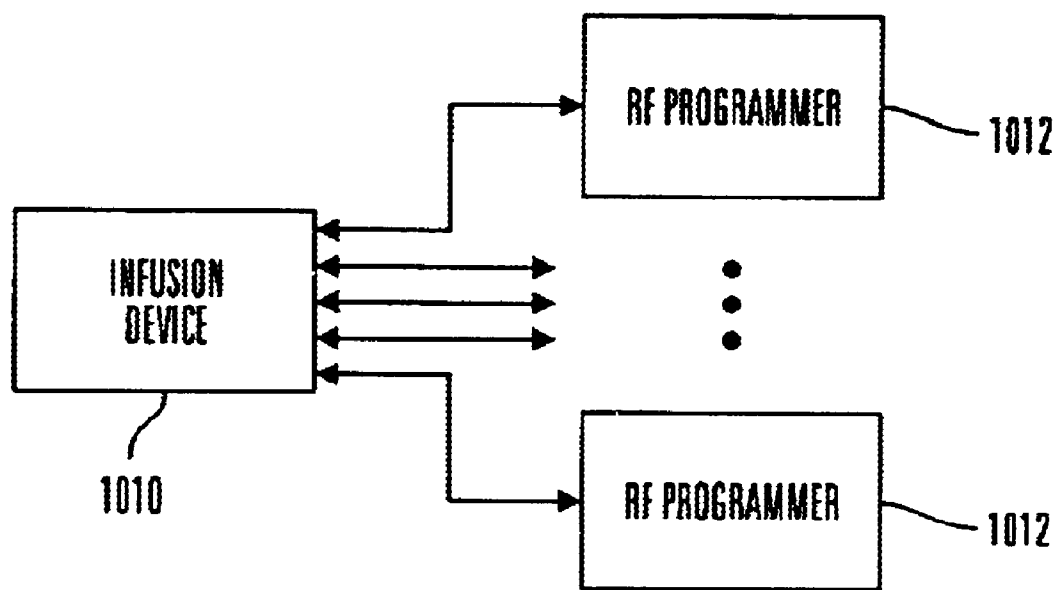 RF PROGRAMMER
1012
INFUSION
DEVICE
1010
RF PROGRAMMER
1012